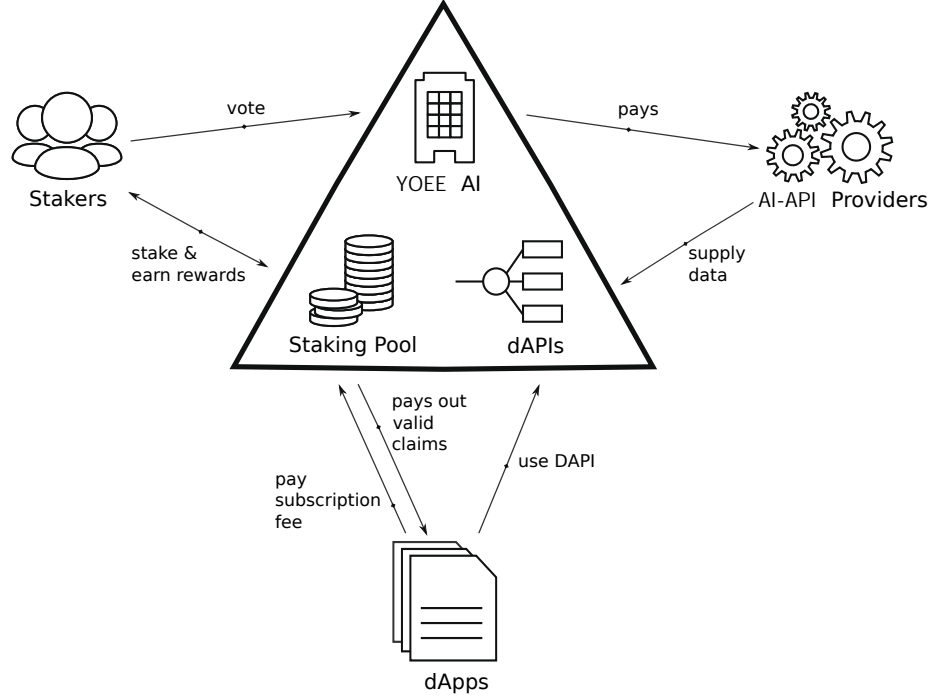 vote
pays
YOEE AI
Stakers
AI-API Providers
stake &
earn rewards
supply
data
Staking Pool
dAPIs
pays out
valid
claims
use DAPI
pay
subscription
fee
dApps